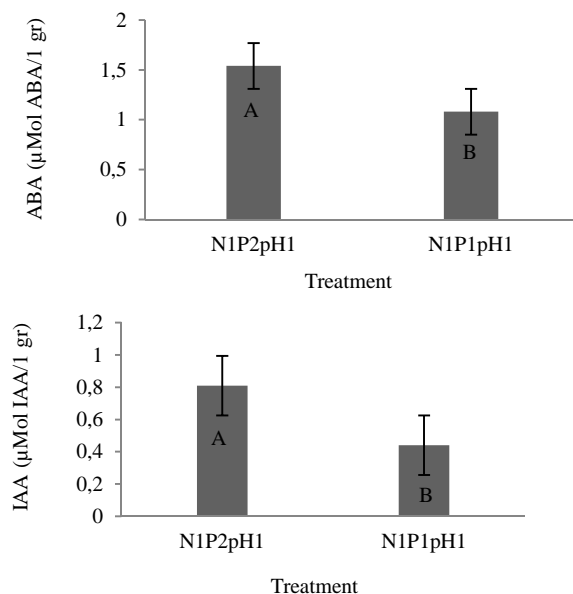 ABA (µMol ABA/1 gr)
2
1,5
1
0,5
0
A
B
N1P2pH1 N1P1pH1
Treatment
IAA (µMol IAA/1 gr)
1,2
1
0,8
0,6
0,4
0,2
0
A
B
N1P2pH1 N1P1pH1
Treatment